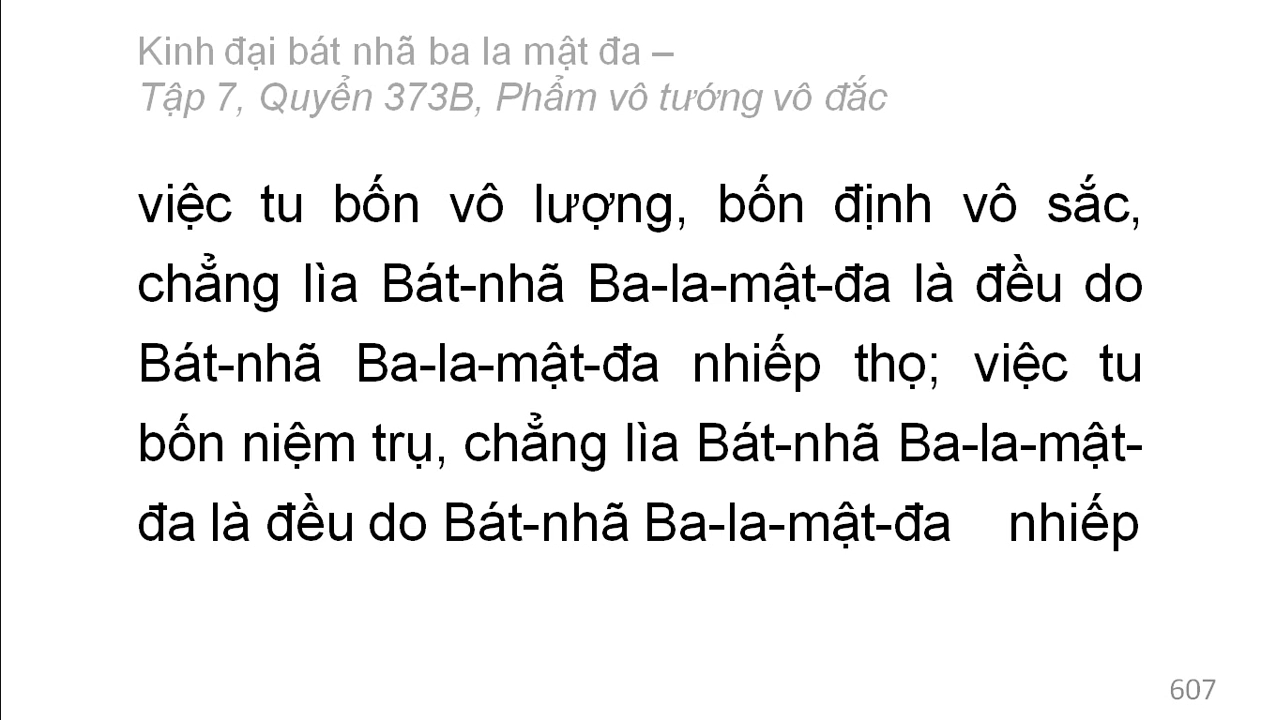 Kinh đại bát nhã ba la mật đa –
Tập 7, Quyển 373B, Phẩm vô tướng vô đắc
việc tu bốn vô lượng, bốn định vô sắc,
chẳng lìa Bát-nhã Ba-la-mật-đa là đều do
Bát-nhã Ba-la-mật-đa nhiếp thọ; việc tu
bốn niệm trụ, chẳng lìa Bát-nhã Ba-la-mật-
đa là đều do Bát-nhã Ba-la-mật-đa nhiếp
607